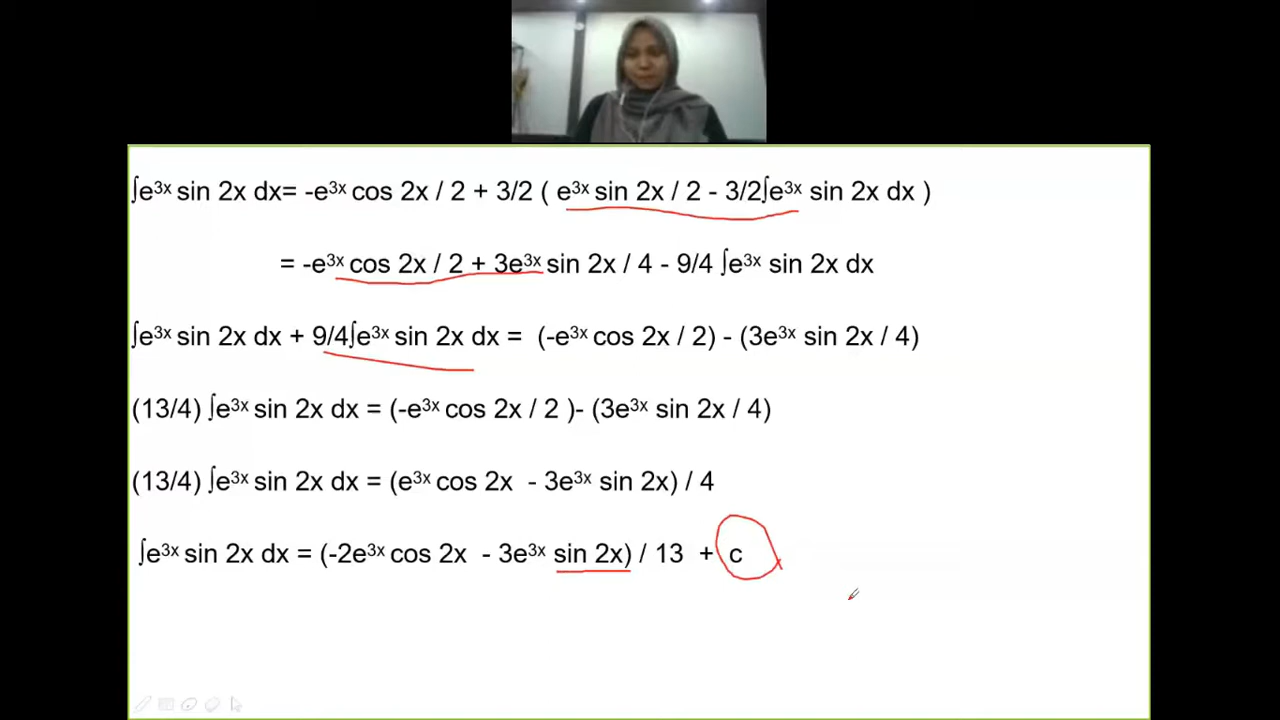 ∫e³ˣ sin 2x dx= -e³ˣ cos 2x / 2 + 3/2 ( e³ˣ sin 2x / 2 - 3/2∫e³ˣ sin 2x dx )
= -e³ˣ cos 2x / 2 + 3e³ˣ sin 2x / 4 - 9/4 ∫e³ˣ sin 2x dx
∫e³ˣ sin 2x dx + 9/4∫e³ˣ sin 2x dx = (-e³ˣ cos 2x / 2) - (3e³ˣ sin 2x / 4)
(13/4) ∫e³ˣ sin 2x dx = (-e³ˣ cos 2x / 2 )- (3e³ˣ sin 2x / 4)
(13/4) ∫e³ˣ sin 2x dx = (e³ˣ cos 2x - 3e³ˣ sin 2x) / 4
∫e³ˣ sin 2x dx = (-2e³ˣ cos 2x - 3e³ˣ sin 2x) / 13 + c